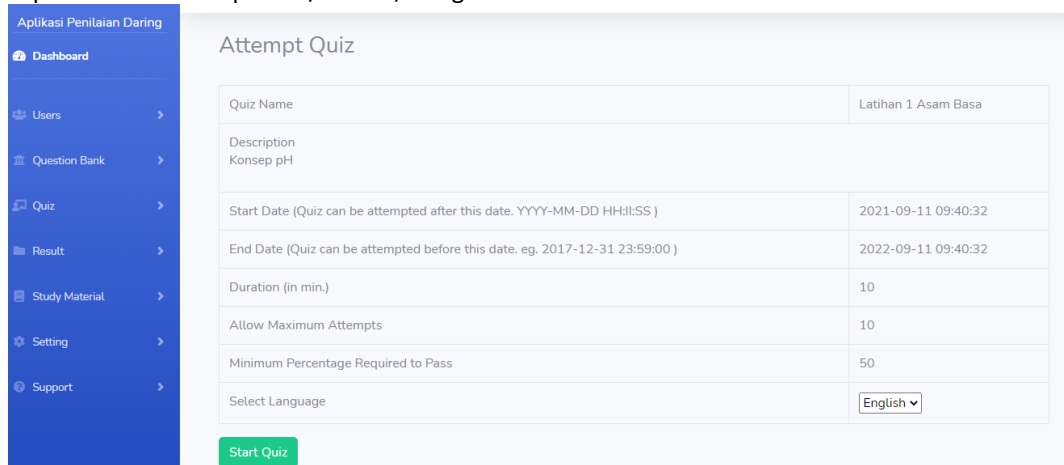 Aplikasi Penilaian Daring
Dashboard
Users
Question Bank
Quiz
Result
Study Material
Setting
Support
Attempt Quiz
Quiz Name Latihan 1 Asam Basa
Description
Konsep pH
Start Date (Quiz can be attempted after this date. YYYY-MM-DD HH:II:SS ) 2021-09-11 09:40:32
End Date (Quiz can be attempted before this date. eg. 2017-12-31 23:59:00 ) 2022-09-11 09:40:32
Duration (in min.) 10
Allow Maximum Attempts 10
Minimum Percentage Required to Pass 50
Select Language English
Start Quiz